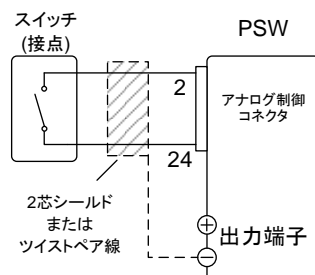 スイッチ
(接点)
PSW
2
アナログ制御
コネクタ
24
2芯シールド
または
ツイストペア線
+
出力端子
-